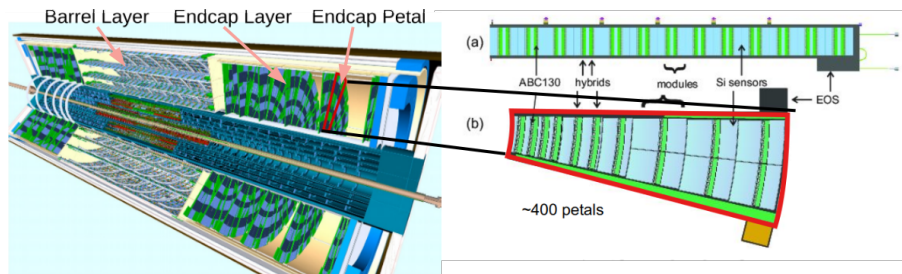 Barrel Layer Endcap Layer Endcap Petal
(a)
ABC130 hybrids modules Si sensors EOS
(b)
~400 petals